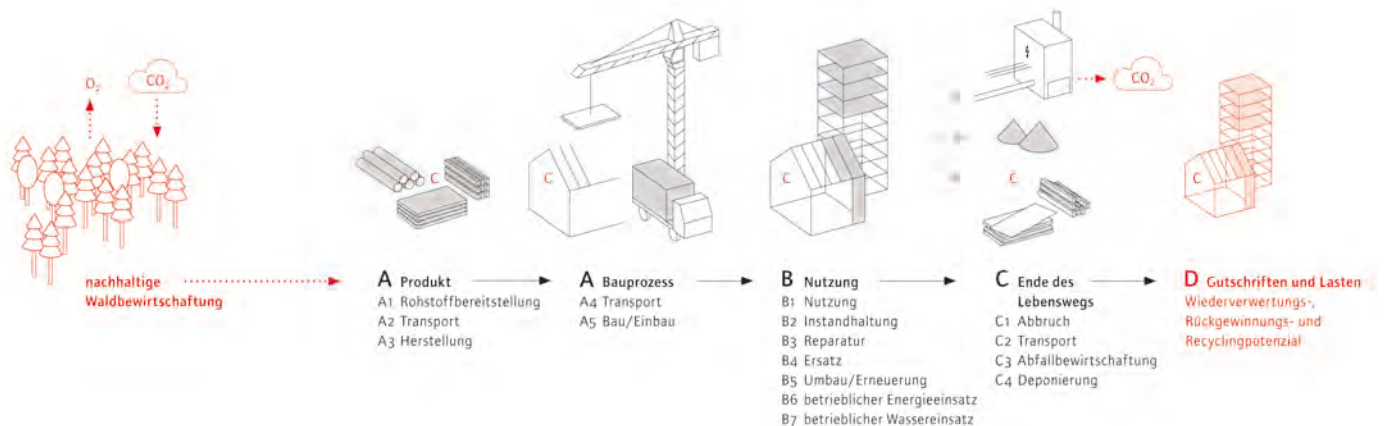 O₂
CO₂
C
C
C
C
CO₂
nachhaltige
Waldbewirtschaftung
A Produkt
A1 Rohstoffbereitstellung
A2 Transport
A3 Herstellung
A Bauprozess
A4 Transport
A5 Bau/Einbau
B Nutzung
B1 Nutzung
B2 Instandhaltung
B3 Reparatur
B4 Ersatz
B5 Umbau/Erneuerung
B6 betrieblicher Energieeinsatz
B7 betrieblicher Wassereinsatz
C Ende des
Lebenswegs
C1 Abbruch
C2 Transport
C3 Abfallbewirtschaftung
C4 Deponierung
C
D Gutschriften und Lasten
Wiederverwertungs-,
Rückgewinnungs- und
Recyclingpotenzial